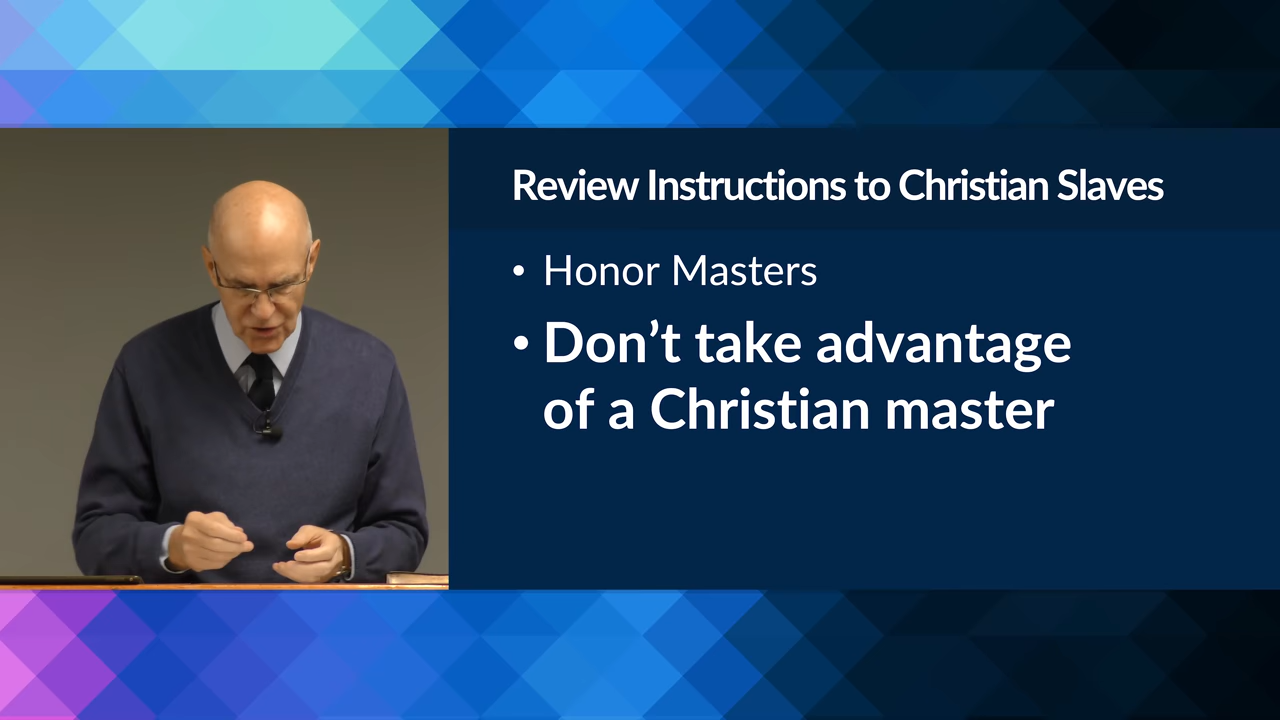 Review Instructions to Christian Slaves
• Honor Masters
• Don’t take advantage
of a Christian master